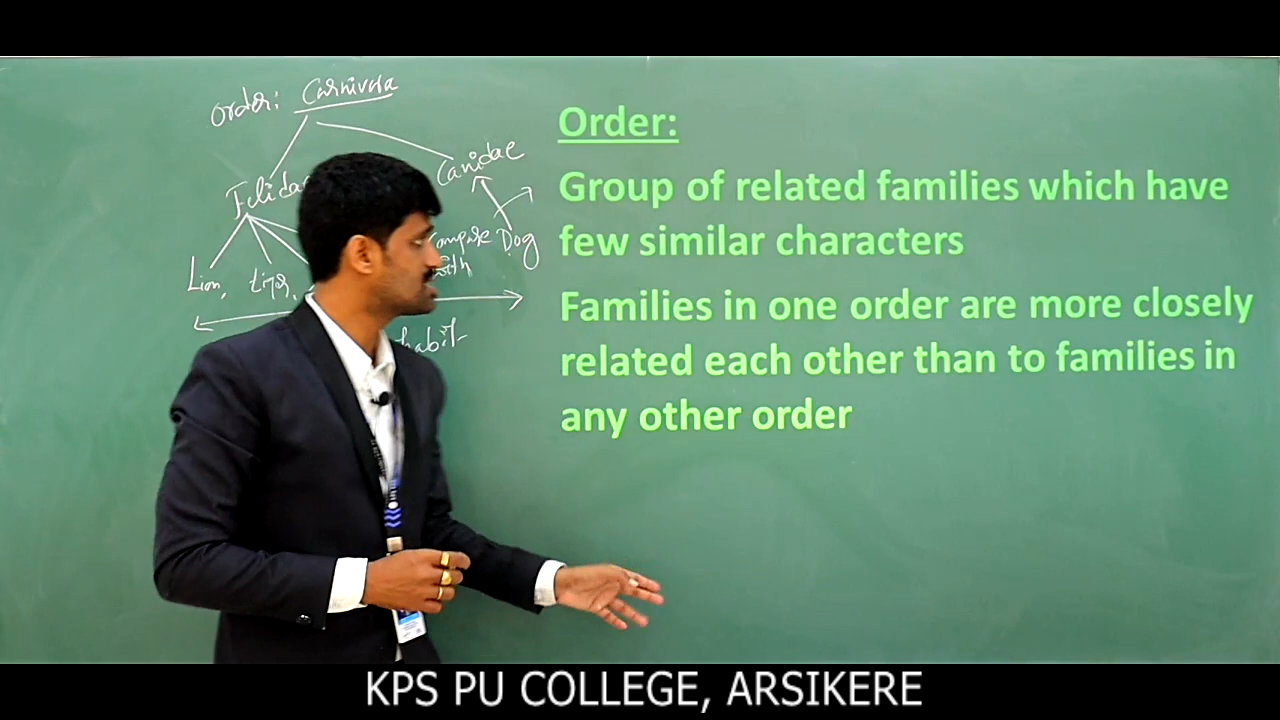 Order: Carnivora
Felidae
Canidae
Lion, tiger,
Compare Dog
with
habit
Order:
Group of related families which have
few similar characters
Families in one order are more closely
related each other than to families in
any other order
KPS PU COLLEGE, ARSIKERE